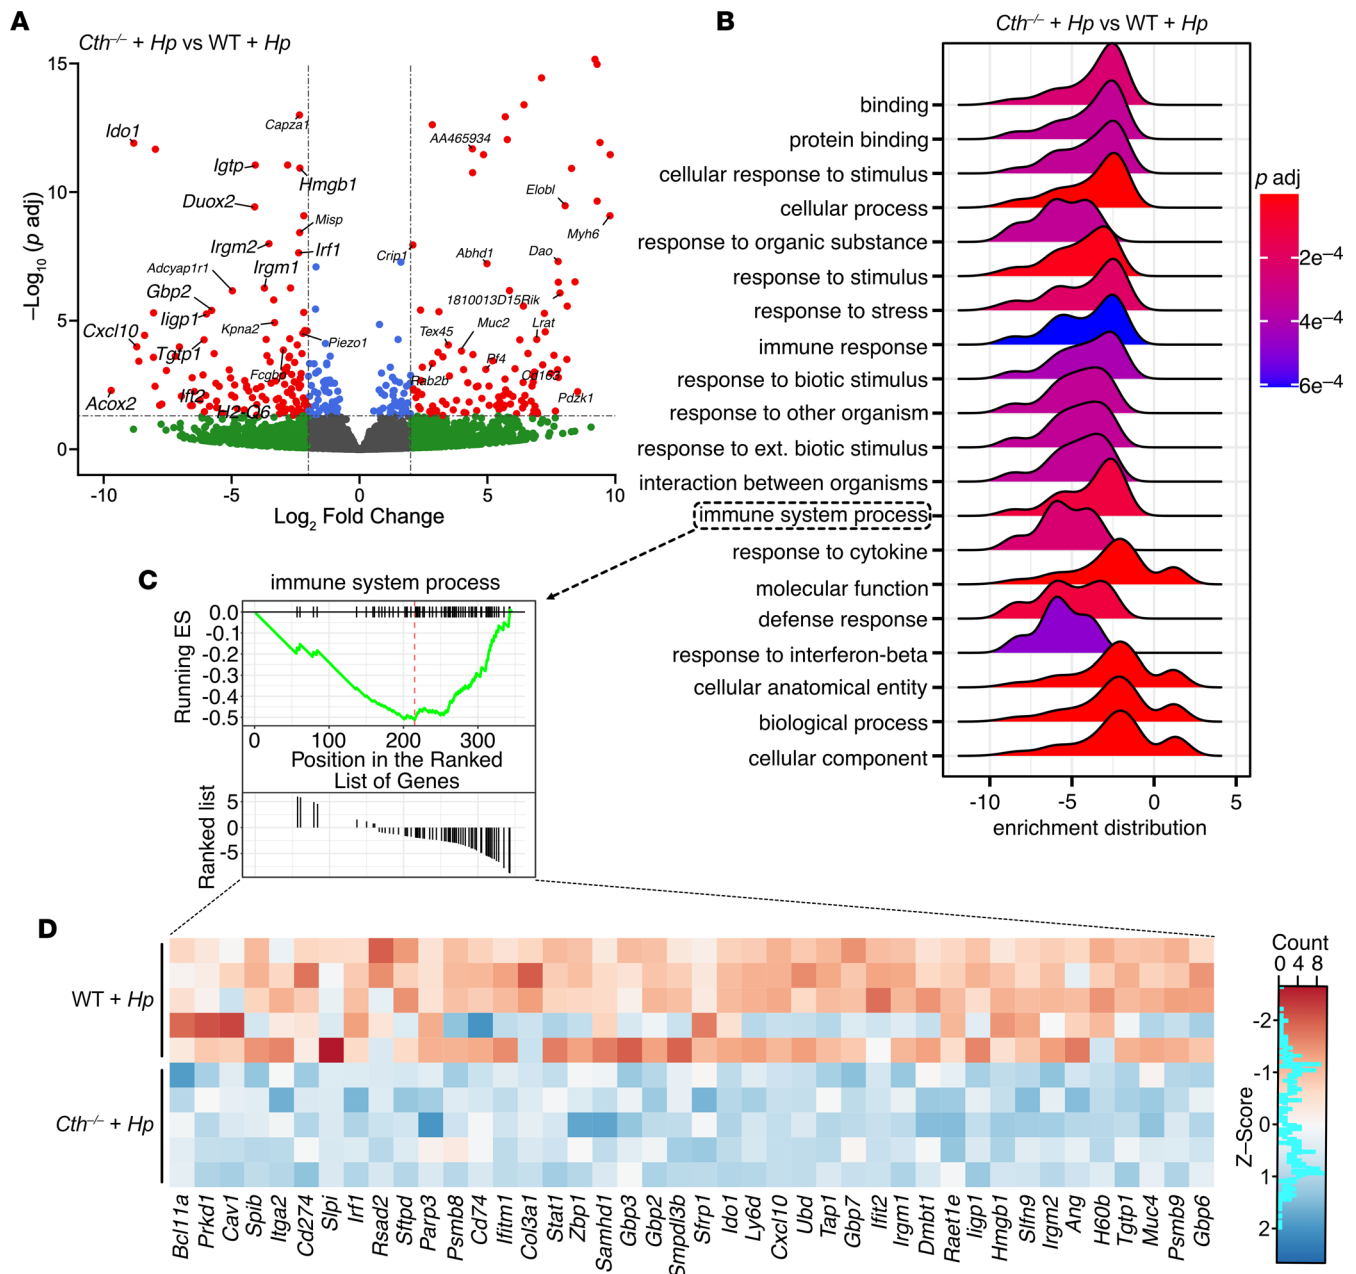 A
Cth–/– + Hp vs WT + Hp
15
10
5
0
–Log10 (p adj)
-10
-5
0
5
10
Log2 Fold Change
Ido1
Capza1
Igtp
Hmgb1
Duox2
Misp
Irgm2
Irf1
Adcyap1r1
Irgm1
Gbp2
Iigp1
Kpna2
Cxcl10
Tgtp1
Piezo1
Fcgbp
Acox2
Ifit2
H2-Q6
AA465934
Elobl
Myh6
Crip1
Abhd1
Dao
1810013D15Rik
Tex45
Muc2
Lrat
Pf4
Rab2b
Cd163
Pdzk1
B
Cth–/– + Hp vs WT + Hp
binding
protein binding
cellular response to stimulus
cellular process
response to organic substance
response to stimulus
response to stress
immune response
response to biotic stimulus
response to other organism
response to ext. biotic stimulus
interaction between organisms
immune system process
response to cytokine
molecular function
defense response
response to interferon-beta
cellular anatomical entity
biological process
cellular component
-10
-5
0
5
enrichment distribution
p adj
2e–4
4e–4
6e–4
C
immune system process
0.0
-0.1
-0.2
-0.3
-0.4
-0.5
Running ES
0
100
200
300
Position in the Ranked
List of Genes
5
0
-5
Ranked list
D
WT + Hp
Cth–/– + Hp
Bcl11a
Prkd1
Cav1
Spib
Itga2
Cd274
Slpi
Irf1
Rsad2
Sftpd
Parp3
Psmb8
Cd74
Ifitm1
Col3a1
Stat1
Zbp1
Samhd1
Gbp3
Gbp2
Smpdl3b
Sfrp1
Ido1
Ly6d
Cxcl10
Ubd
Tap1
Gbp7
Ifit2
Irgm1
Dmbt1
Raet1e
Iigp1
Hmgb1
Slfn9
Irgm2
Ang
H60b
Tgtp1
Muc4
Psmb9
Gbp6
Count
0 4 8
-2
-1
0
1
2
Z–Score